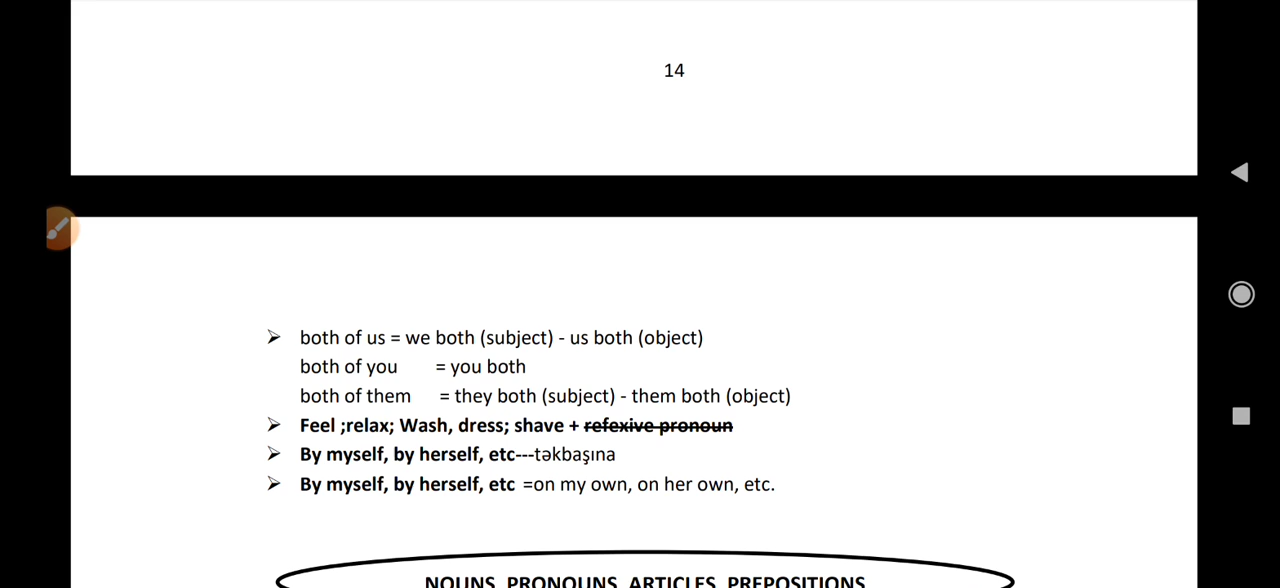 14
➢ both of us = we both (subject) - us both (object)
both of you = you both
both of them = they both (subject) - them both (object)
➢ Feel ;relax; Wash, dress; shave + refexive pronoun
➢ By myself, by herself, etc---təkbaşına
➢ By myself, by herself, etc =on my own, on her own, etc.
NOUNS, PRONOUNS, ARTICLES, PREPOSITIONS